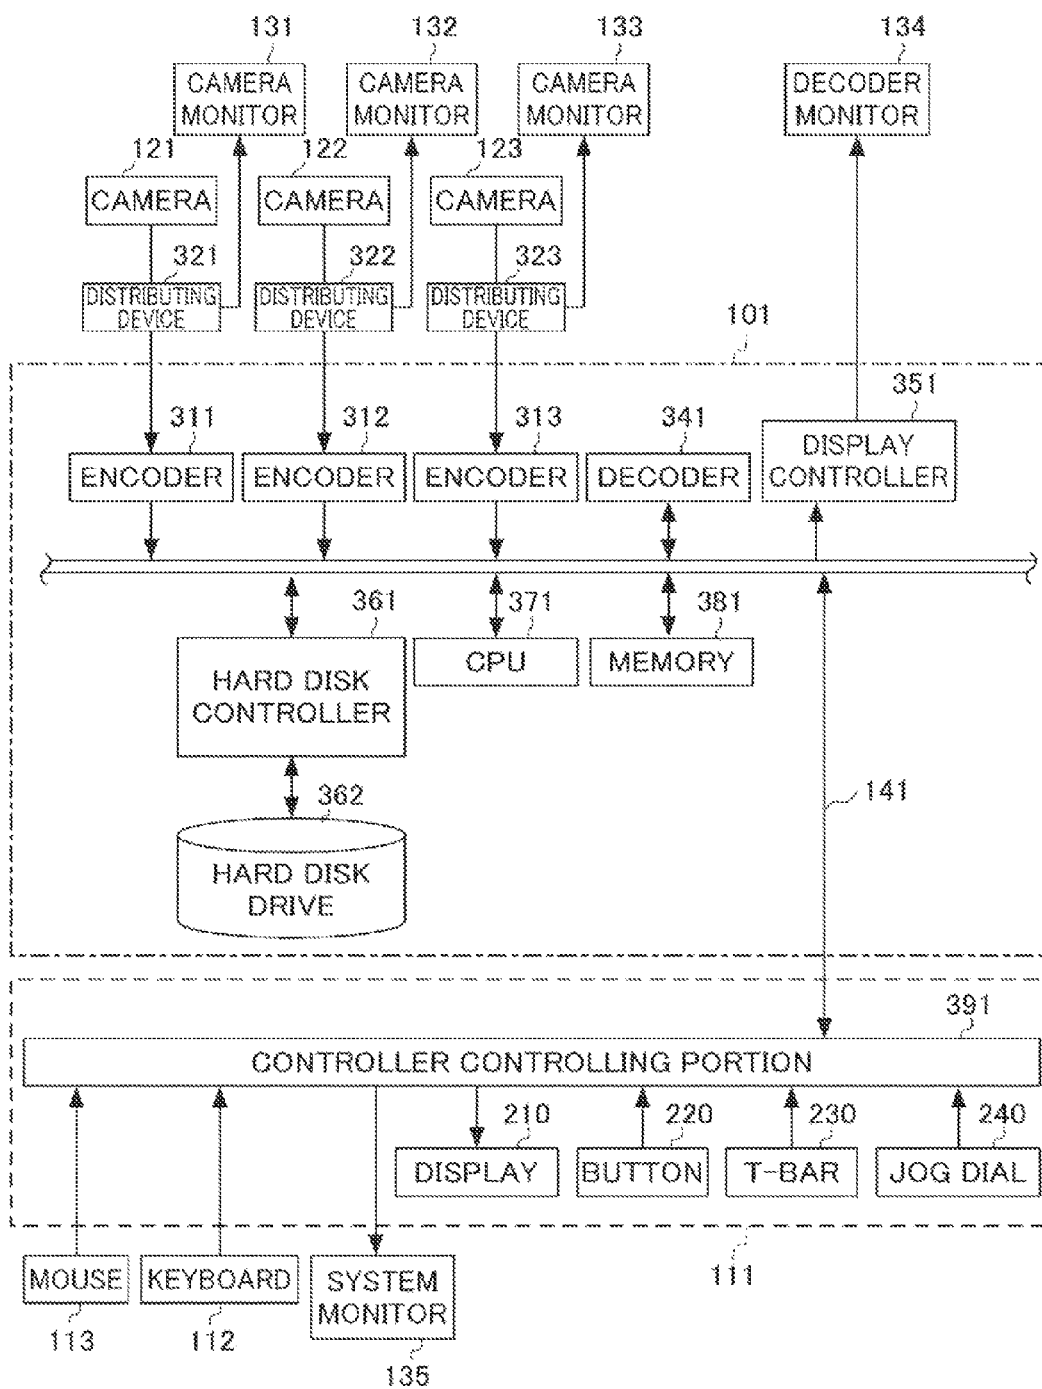 131
132
133
134
CAMERA
MONITOR
CAMERA
MONITOR
CAMERA
MONITOR
DECODER
MONITOR
121
122
123
CAMERA
CAMERA
CAMERA
321
322
323
DISTRIBUTING
DEVICE
DISTRIBUTING
DEVICE
DISTRIBUTING
DEVICE
101
311
312
313
341
351
ENCODER
ENCODER
ENCODER
DECODER
DISPLAY
CONTROLLER
361
371
381
HARD DISK
CONTROLLER
CPU
MEMORY
141
362
HARD DISK
DRIVE
391
CONTROLLER CONTROLLING PORTION
210
220
230
240
DISPLAY
BUTTON
T-BAR
JOG DIAL
111
MOUSE
KEYBOARD
SYSTEM
MONITOR
113
112
135